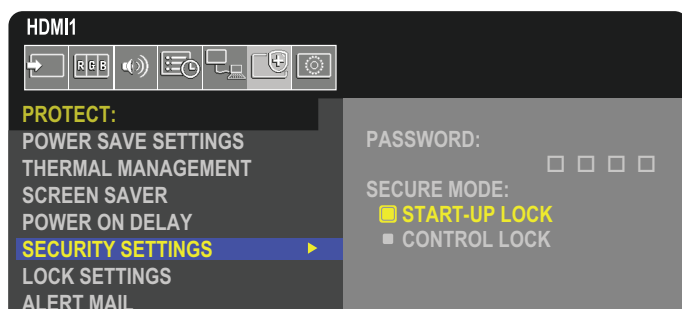 HDMI1
R G B
PROTECT:
POWER SAVE SETTINGS
THERMAL MANAGEMENT
SCREEN SAVER
POWER ON DELAY
SECURITY SETTINGS
LOCK SETTINGS
ALERT MAIL
PASSWORD:
SECURE MODE:
START-UP LOCK
CONTROL LOCK